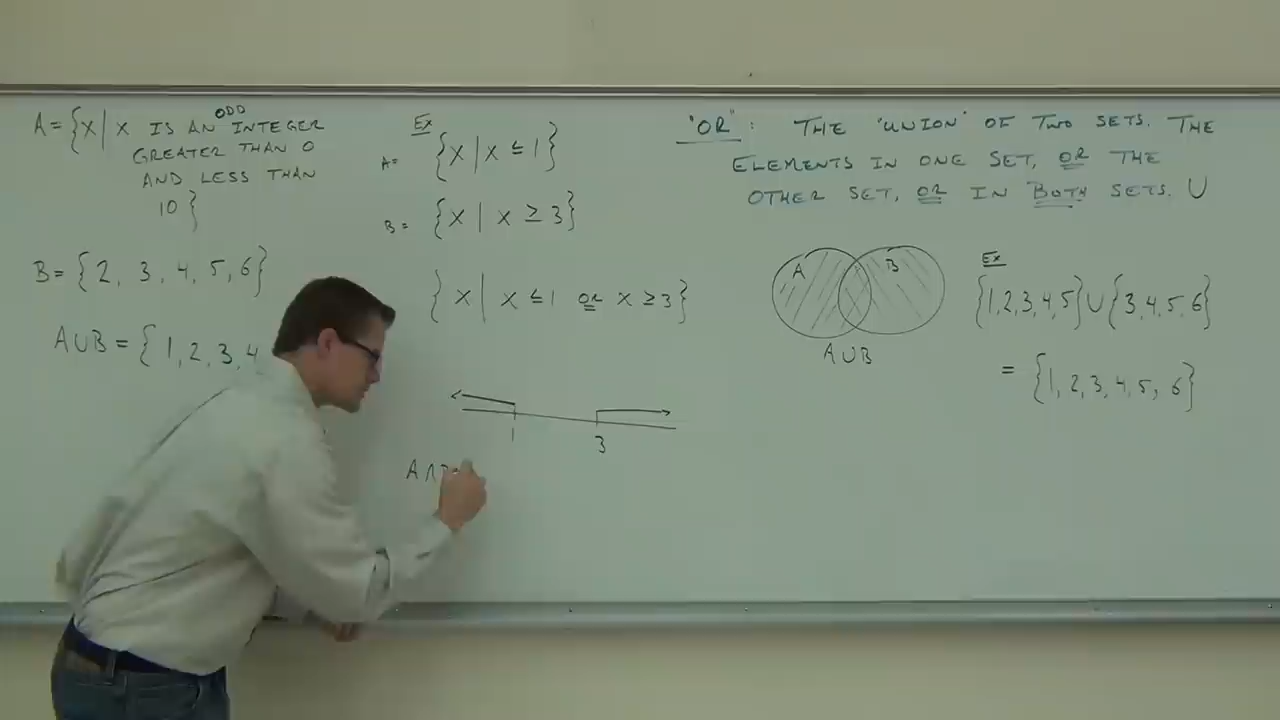 A = {X | X IS AN ODD INTEGER
GREATER THAN 0
AND LESS THAN
10}
B = {2, 3, 4, 5, 6}
A∪B = {1, 2, 3, 4
Ex
A= {X | X ≤ 1}
B = {X | X ≥ 3}
{X | X ≤ 1 OR X ≥ 3}
1 3
A∩
"OR": THE "UNION" OF TWO SETS. THE
ELEMENTS IN ONE SET, OR THE
OTHER SET, OR IN BOTH SETS. ∪
A B
A∪B
Ex
{1,2,3,4,5}∪{3,4,5,6}
= {1, 2, 3, 4, 5, 6}